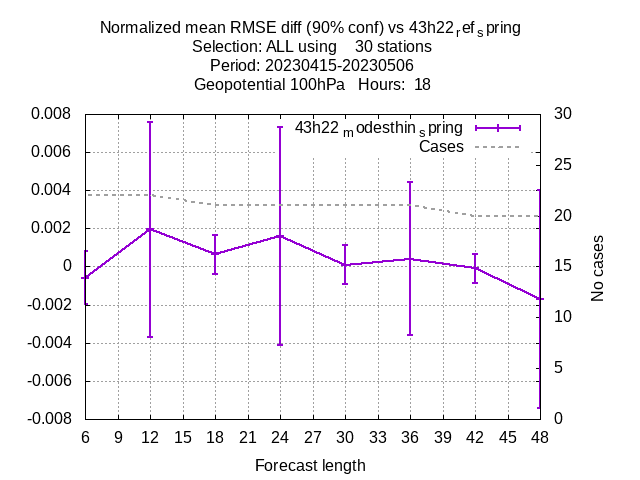 Normalized mean RMSE diff (90% conf) vs 43h22refspring
Selection: ALL using 30 stations
Period: 20230415-20230506
Geopotential 100hPa Hours: 18
43h22modesthinspring
Cases
0.008
0.006
0.004
0.002
0
-0.002
-0.004
-0.006
-0.008
30
25
20
15
10
5
0
No cases
6 9 12 15 18 21 24 27 30 33 36 39 42 45 48
Forecast length